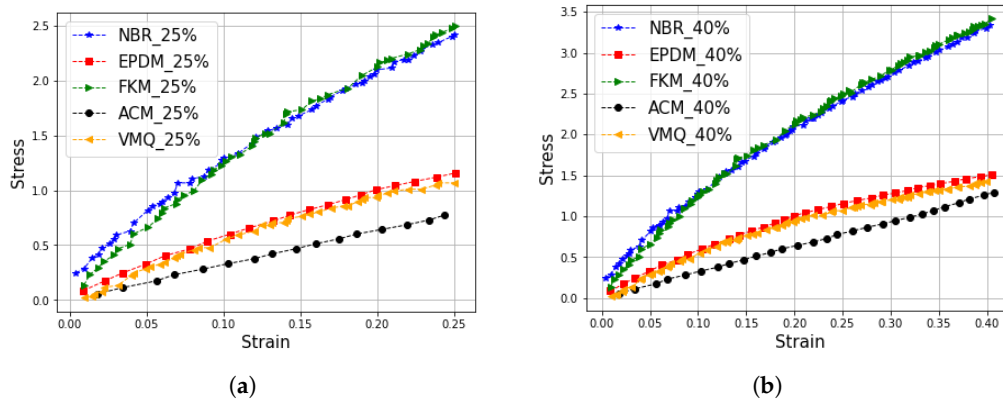 2.5
2.0
1.5
1.0
0.5
0.0
Stress
NBR_25%
EPDM_25%
FKM_25%
ACM_25%
VMQ_25%
0.00
0.05
0.10
0.15
0.20
0.25
Strain
(a)
3.5
3.0
2.5
2.0
1.5
1.0
0.5
0.0
Stress
NBR_40%
EPDM_40%
FKM_40%
ACM_40%
VMQ_40%
0.00
0.05
0.10
0.15
0.20
0.25
0.30
0.35
0.40
Strain
(b)